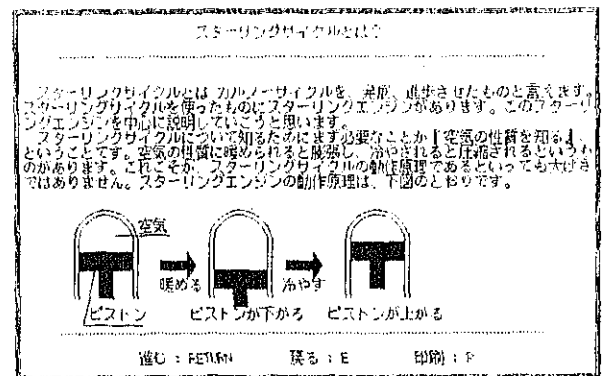 スターリングサイクルとは?
スターリングサイクルとは カルノーサイクルを、発展、進歩させたものと言えます。
スターリングサイクルを使ったものにスターリングエンジンがあります。このスターリ
ングエンジンを中心に説明していこうと思います。
スターリングサイクルについて知るためにまず必要なことが『空気の性質を知る』、
ということです。空気の性質に暖められると膨張し、冷やされると圧縮されるというも
のがあります。これこそが、スターリングサイクルの動作原理であるといっても大げさ
ではありません。スターリングエンジンの動作原理は、下図のとおりです。
空気
暖める
冷やす
ピストン
ピストンが下がる
ピストンが上がる
進む：RETURN 戻る：E 印刷：P